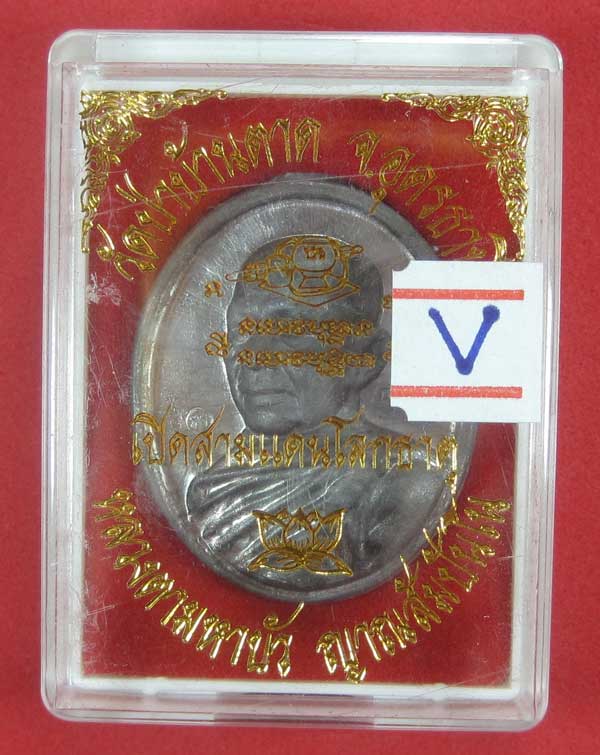 วัดป่าบ้านตาด จ.อุดรธานี
V
เปิดสามแดนโลกธาตุ
หลวงตามหาบัว ญาณสัมปันโน